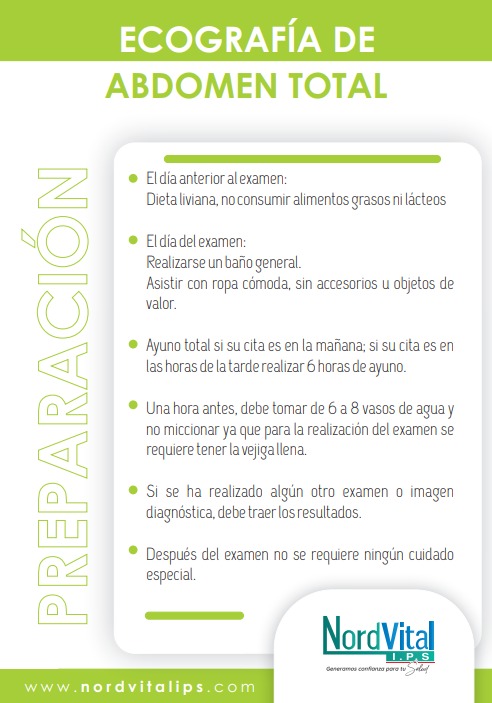 ECOGRAFÍA DE
ABDOMEN TOTAL
PREPARACIÓN
El día anterior al examen:
Dieta liviana, no consumir alimentos grasos ni lácteos
El día del examen:
Realizarse un baño general.
Asistir con ropa cómoda, sin accesorios u objetos de
valor.
Ayuno total si su cita es en la mañana; si su cita es en
las horas de la tarde realizar 6 horas de ayuno.
Una hora antes, debe tomar de 6 a 8 vasos de agua y
no miccionar ya que para la realización del examen se
requiere tener la vejiga llena.
Si se ha realizado algún otro examen o imagen
diagnóstica, debe traer los resultados.
Después del examen no se requiere ningún cuidado
especial.
NordVital
I.P.S
Generamos confianza para tu Salud
www.nordvitalips.com